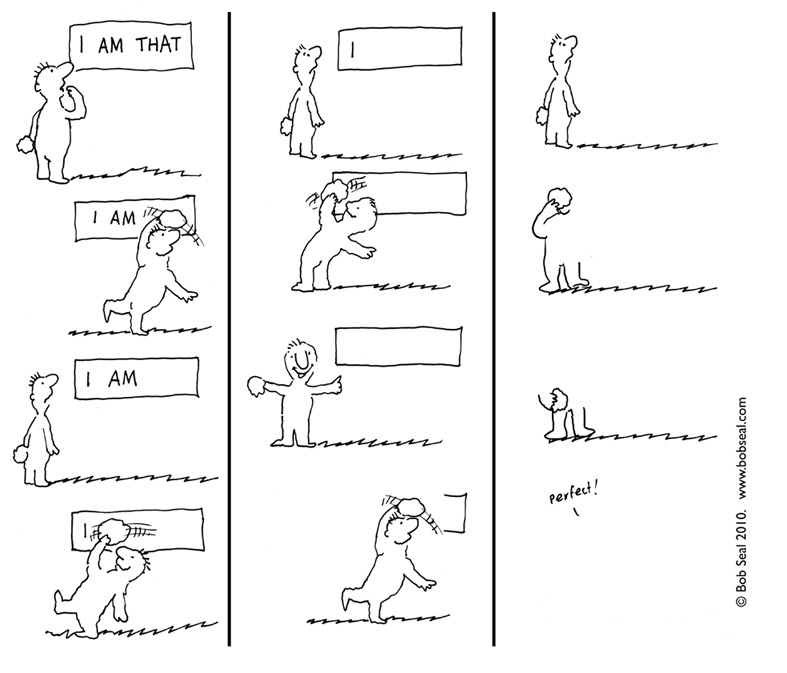 I AM THAT
I AM
I AM
I
I
perfect!
© Bob Seal 2010. www.bobseal.com